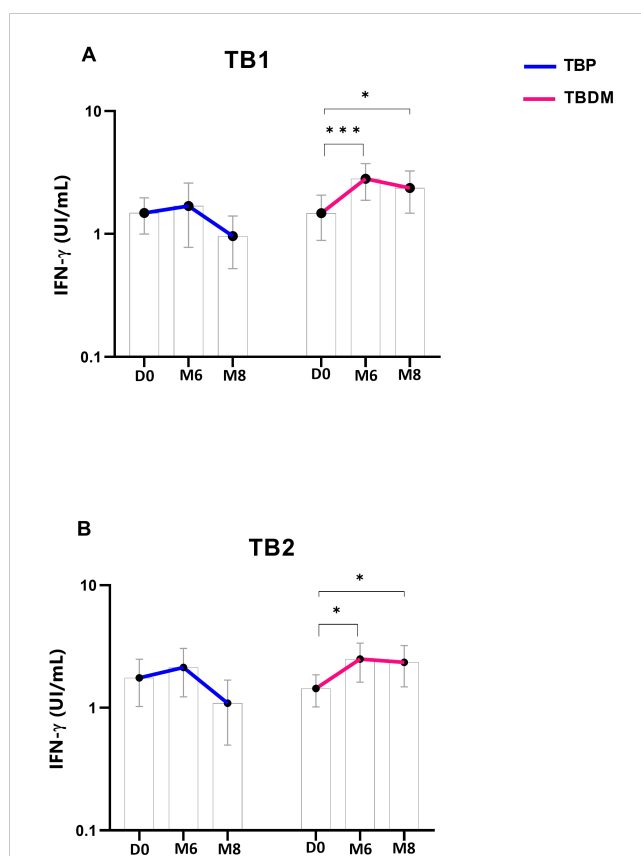 A
TB1
TBP
TBDM
10
1
0.1
IFN-γ (UI/mL)
*
***
D0 M6 M8 D0 M6 M8
B
TB2
10
1
0.1
IFN-γ (UI/mL)
*
*
D0 M6 M8 D0 M6 M8